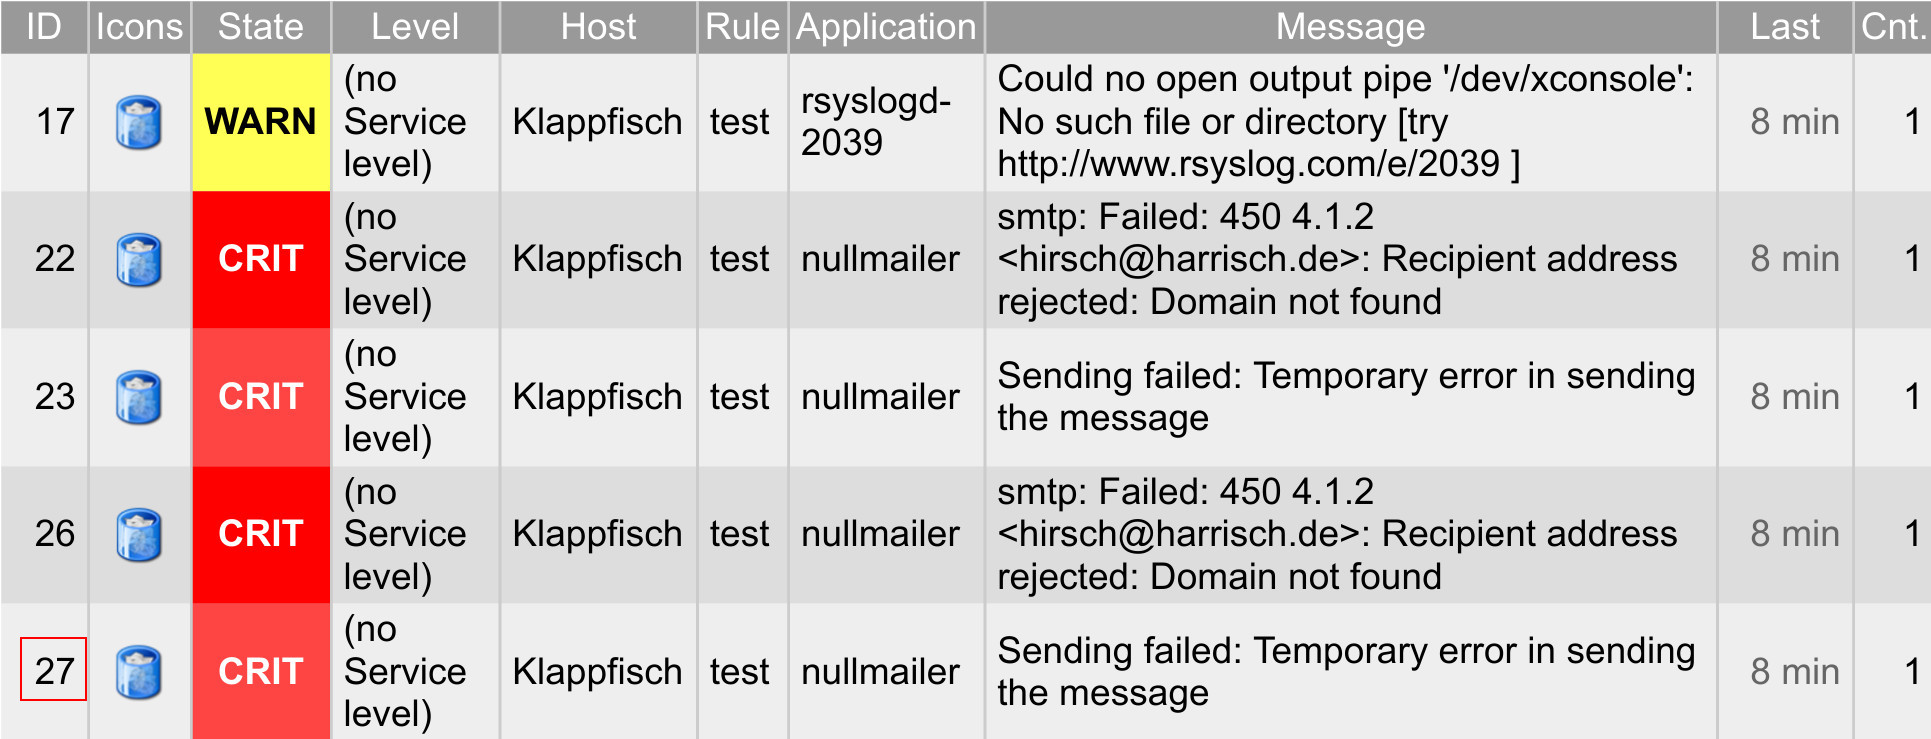 ID Icons State Level Host Rule Application Message Last Cnt.
17 WARN (no Service level) Klappfisch test rsyslogd-2039 Could no open output pipe '/dev/xconsole': No such file or directory [try http://www.rsyslog.com/e/2039 ] 8 min 1
22 CRIT (no Service level) Klappfisch test nullmailer smtp: Failed: 450 4.1.2 <hirsch@harrisch.de>: Recipient address rejected: Domain not found 8 min 1
23 CRIT (no Service level) Klappfisch test nullmailer Sending failed: Temporary error in sending the message 8 min 1
26 CRIT (no Service level) Klappfisch test nullmailer smtp: Failed: 450 4.1.2 <hirsch@harrisch.de>: Recipient address rejected: Domain not found 8 min 1
27 CRIT (no Service level) Klappfisch test nullmailer Sending failed: Temporary error in sending the message 8 min 1